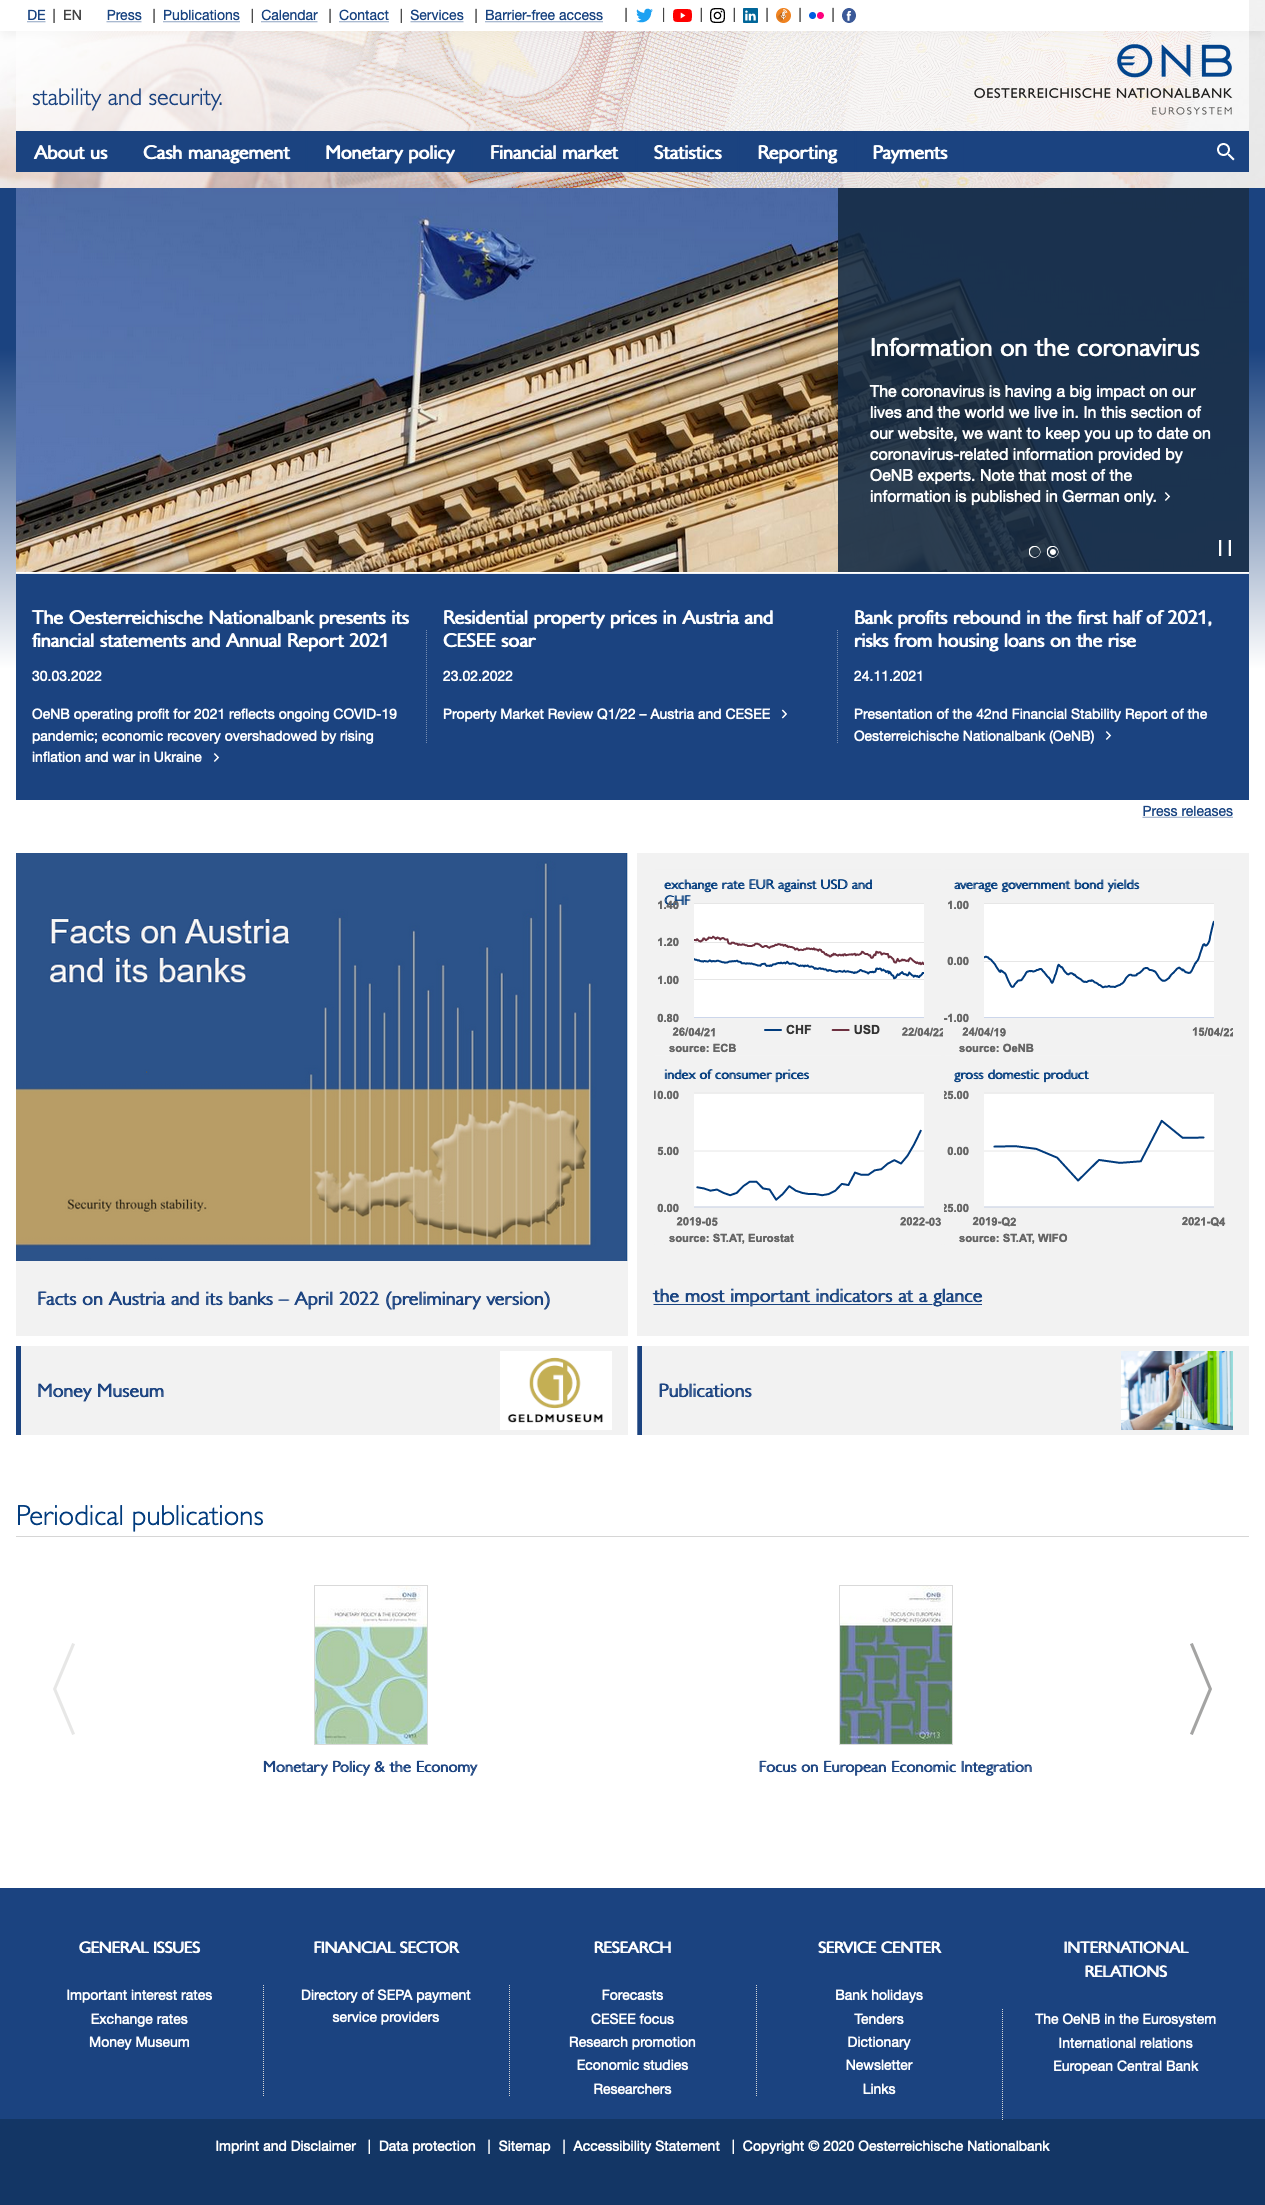 DE | EN Press | Publications | Calendar | Contact | Services | Barrier-free access
stability and security.
€NB
OESTERREICHISCHE NATIONALBANK
EUROSYSTEM
About us Cash management Monetary policy Financial market Statistics Reporting Payments
Information on the coronavirus
The coronavirus is having a big impact on our
lives and the world we live in. In this section of
our website, we want to keep you up to date on
coronavirus-related information provided by
OeNB experts. Note that most of the
information is published in German only.
The Oesterreichische Nationalbank presents its
financial statements and Annual Report 2021
30.03.2022
OeNB operating profit for 2021 reflects ongoing COVID-19
pandemic; economic recovery overshadowed by rising
inflation and war in Ukraine
Residential property prices in Austria and
CESEE soar
23.02.2022
Property Market Review Q1/22 – Austria and CESEE
Bank profits rebound in the first half of 2021,
risks from housing loans on the rise
24.11.2021
Presentation of the 42nd Financial Stability Report of the
Oesterreichische Nationalbank (OeNB)
Press releases
Facts on Austria
and its banks
Security through stability.
Facts on Austria and its banks – April 2022 (preliminary version)
exchange rate EUR against USD and
CHF
1.40
1.20
1.00
0.80
26/04/21 CHF USD 22/04/22
source: ECB
average government bond yields
1.00
0.00
-1.00
24/04/19 15/04/22
source: OeNB
index of consumer prices
10.00
5.00
0.00
2019-05 2022-03
source: ST.AT, Eurostat
gross domestic product
25.00
0.00
25.00
2019-Q2 2021-Q4
source: ST.AT, WIFO
the most important indicators at a glance
Money Museum
GELDMUSEUM
Publications
Periodical publications
€NB
MONETARY POLICY & THE ECONOMY
Monetary Policy & the Economy
€NB
FOCUS ON EUROPEAN
ECONOMIC INTEGRATION
Q3/13
Focus on European Economic Integration
GENERAL ISSUES
Important interest rates
Exchange rates
Money Museum
FINANCIAL SECTOR
Directory of SEPA payment
service providers
RESEARCH
Forecasts
CESEE focus
Research promotion
Economic studies
Researchers
SERVICE CENTER
Bank holidays
Tenders
Dictionary
Newsletter
Links
INTERNATIONAL
RELATIONS
The OeNB in the Eurosystem
International relations
European Central Bank
Imprint and Disclaimer | Data protection | Sitemap | Accessibility Statement | Copyright © 2020 Oesterreichische Nationalbank